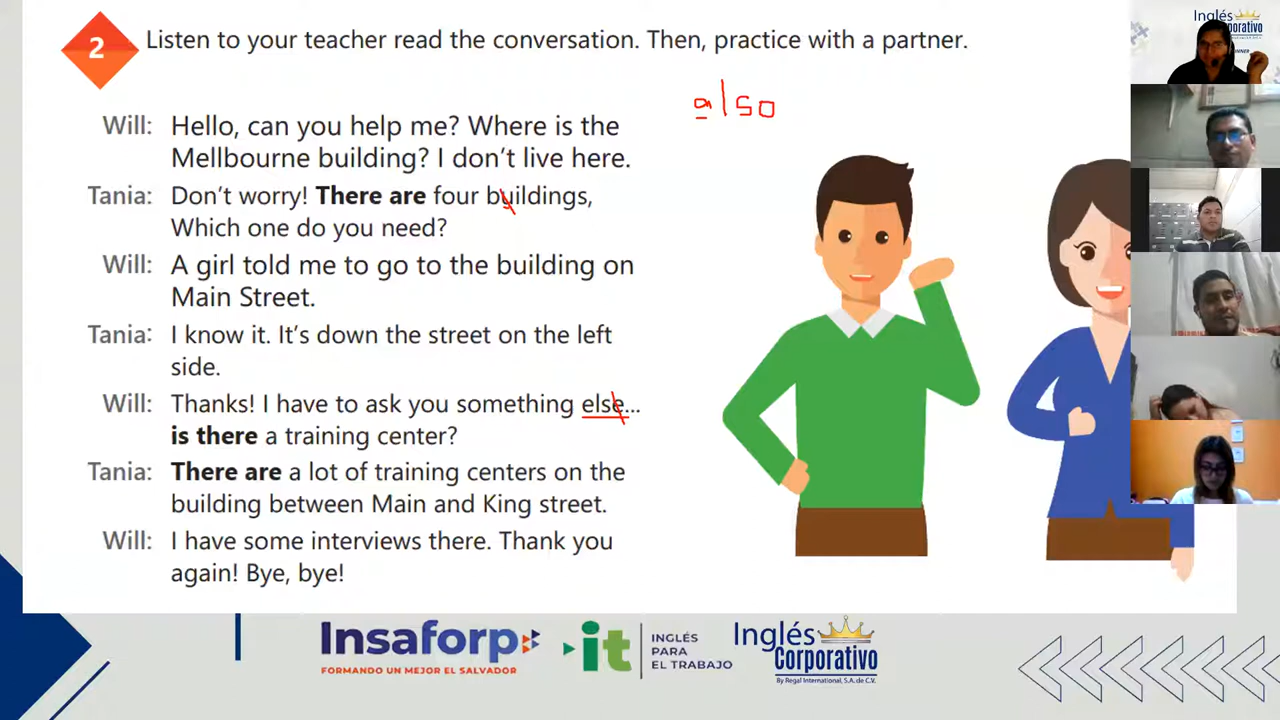 2
Listen to your teacher read the conversation. Then, practice with a partner.
also
Will: Hello, can you help me? Where is the
Mellbourne building? I don't live here.
Tania: Don't worry! There are four buildings,
Which one do you need?
Will: A girl told me to go to the building on
Main Street.
Tania: I know it. It's down the street on the left
side.
Will: Thanks! I have to ask you something else...
is there a training center?
Tania: There are a lot of training centers on the
building between Main and King street.
Will: I have some interviews there. Thank you
again! Bye, bye!
Inglés
Corporativo
Insaforp
FORMANDO UN MEJOR EL SALVADOR
it
INGLÉS
PARA
EL TRABAJO
Inglés
Corporativo
By Regal International, S.A. de C.V.